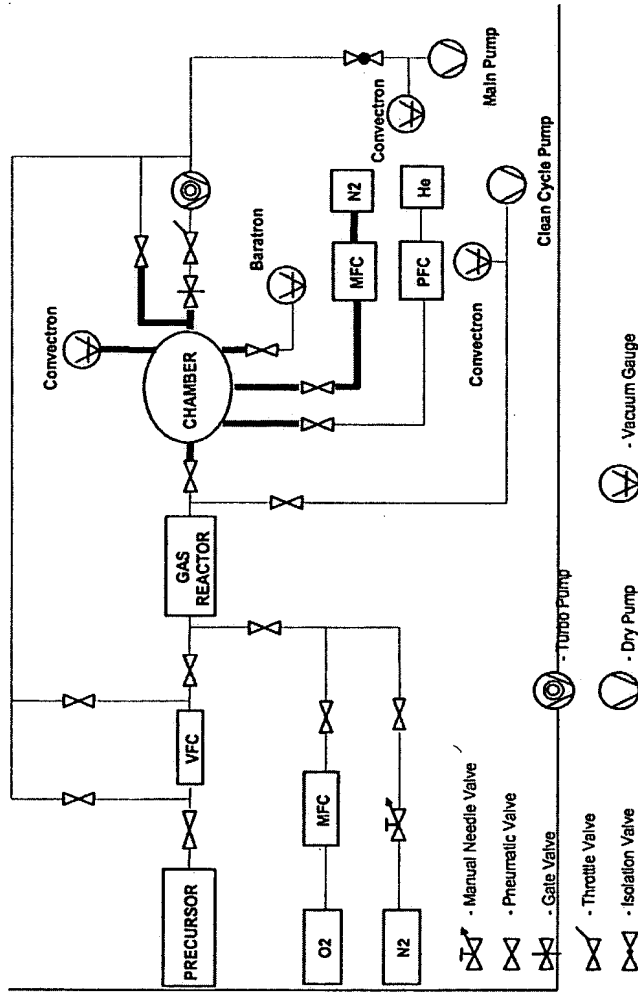 PRECURSOR
VFC
GAS
REACTOR
CHAMBER
Convectron
Baratron
O2
MFC
N2
MFC
N2
PFC
He
Convectron
Main Pump
Convectron
Clean Cycle Pump
- Manual Needle Valve
- Pneumatic Valve
- Gate Valve
- Throttle Valve
- Isolation Valve
- Turbo Pump
- Dry Pump
- Vacuum Gauge